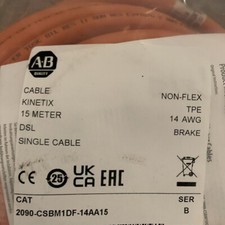 A-B
QUALITY
CABLE
KINETIX
15 METER
DSL
SINGLE CABLE
NON-FLEX
TPE
14 AWG
BRAKE
CE 25 UK CA EAC
CAT
2090-CSBM1DF-14AA15
SER
B